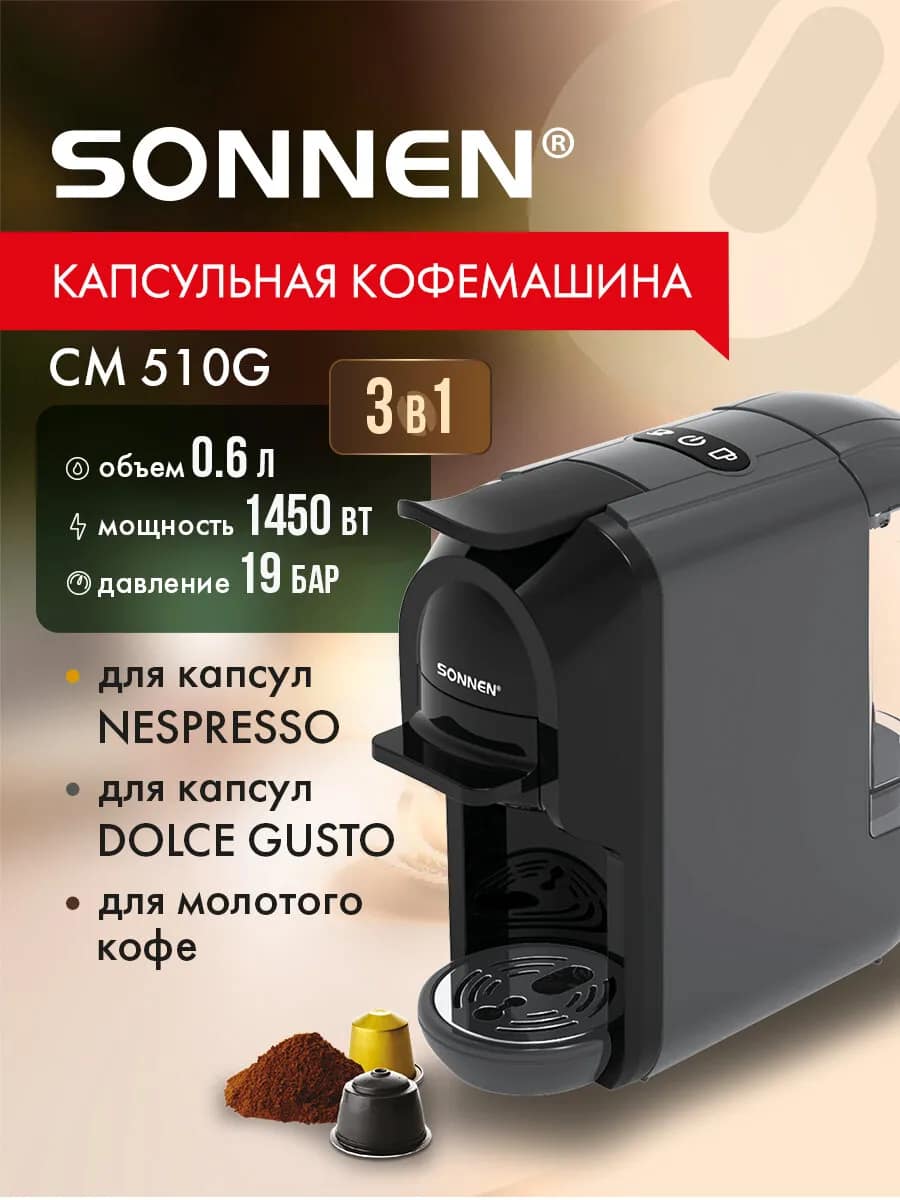 SONNEN®
КАПСУЛЬНАЯ КОФЕМАШИНА
CM 510G
3 в 1
объем 0.6 Л
мощность 1450 ВТ
давление 19 БАР
для капсул
NESPRESSO
для капсул
DOLCE GUSTO
для молотого
кофе
SONNEN®